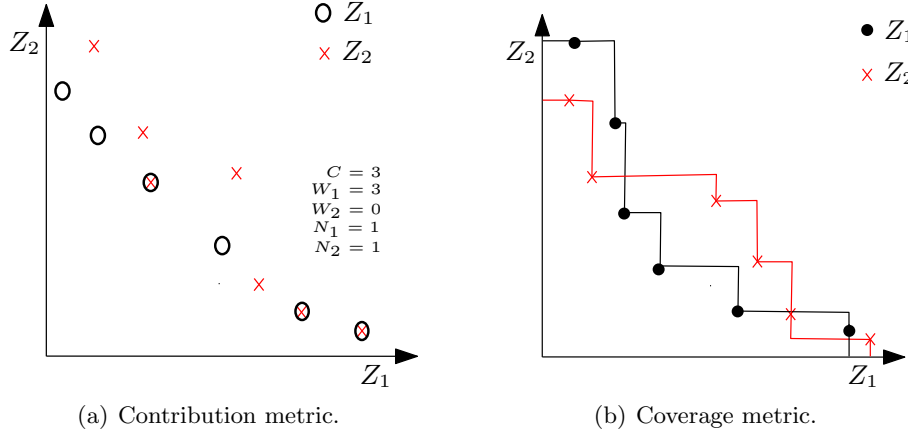 Z1
Z2
Z2
C = 3
W1 = 3
W2 = 0
N1 = 1
N2 = 1
Z1
(a) Contribution metric.
Z1
Z2
Z2
Z1
(b) Coverage metric.